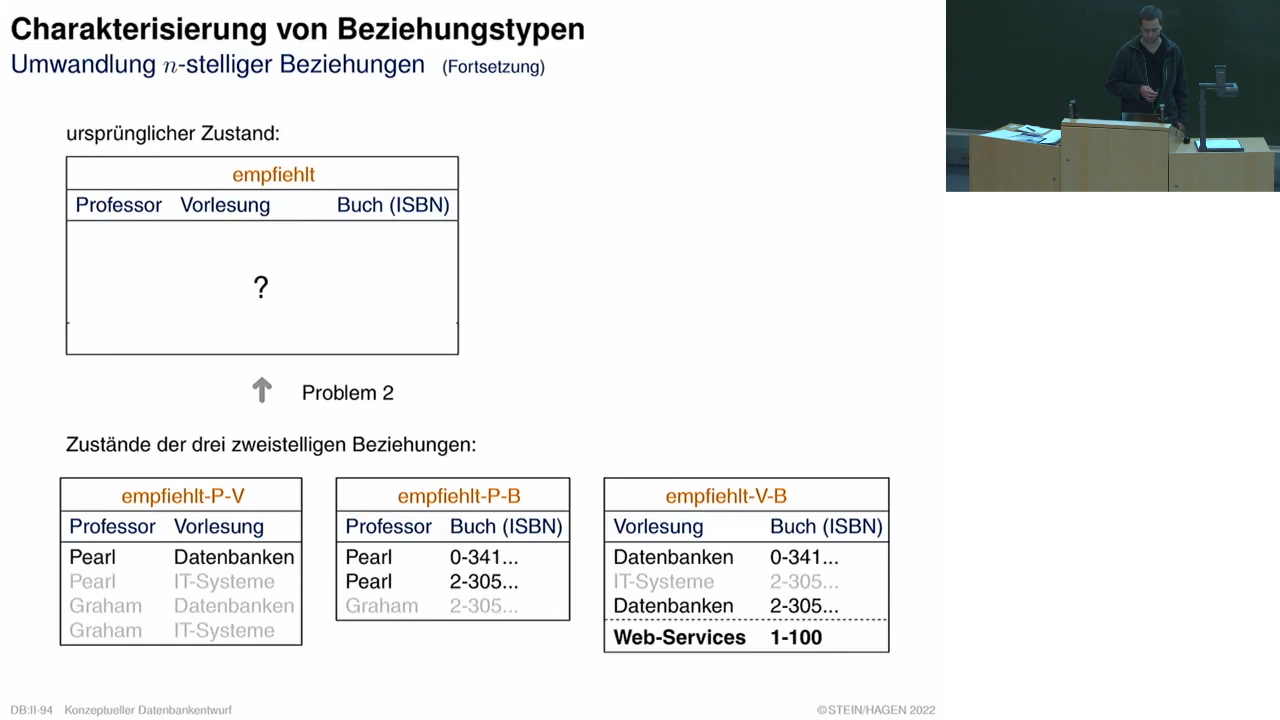 Charakterisierung von Beziehungstypen
Umwandlung n-stelliger Beziehungen (Fortsetzung)
ursprünglicher Zustand:
empfiehlt
Professor Vorlesung Buch (ISBN)
?
Problem 2
Zustände der drei zweistelligen Beziehungen:
empfiehlt-P-V
Professor Vorlesung
Pearl Datenbanken
Pearl IT-Systeme
Graham Datenbanken
Graham IT-Systeme
empfiehlt-P-B
Professor Buch (ISBN)
Pearl 0-341...
Pearl 2-305...
Graham 2-305...
empfiehlt-V-B
Vorlesung Buch (ISBN)
Datenbanken 0-341...
IT-Systeme 2-305...
Datenbanken 2-305...
Web-Services 1-100
DB:II-94 Konzeptueller Datenbankentwurf
©STEIN/HAGEN 2022